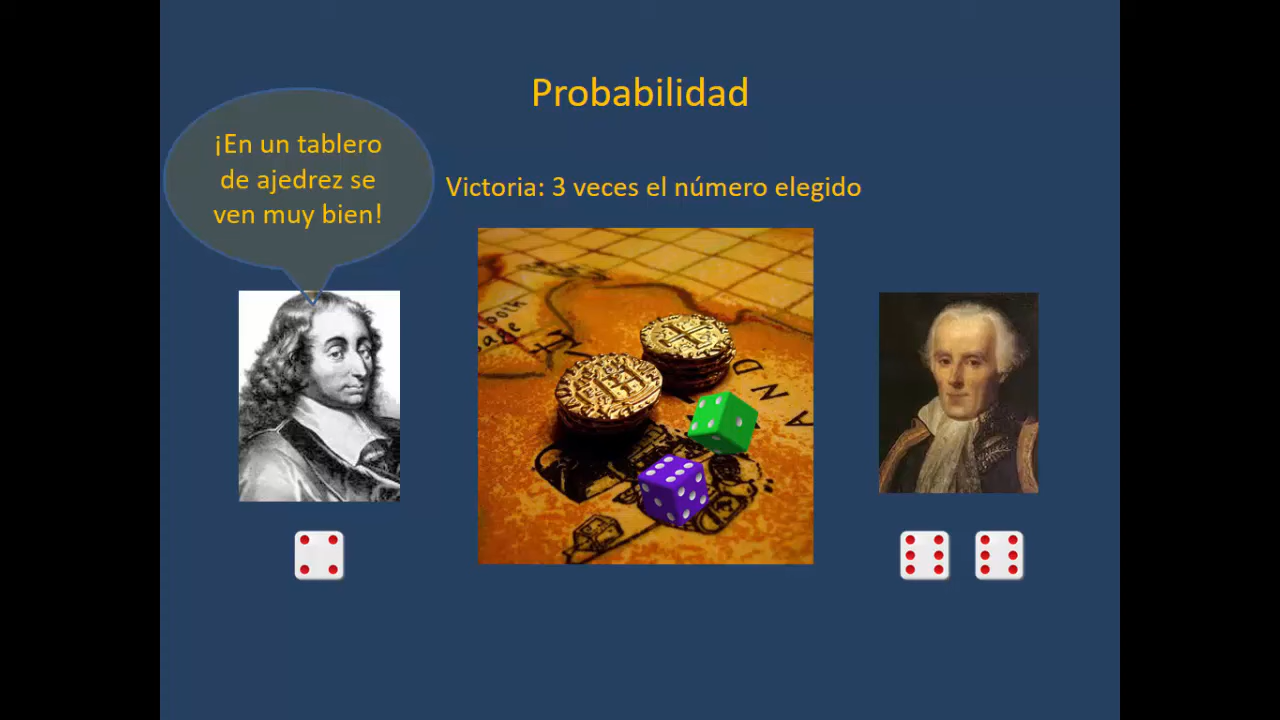 Probabilidad
¡En un tablero
de ajedrez se
ven muy bien!
Victoria: 3 veces el número elegido